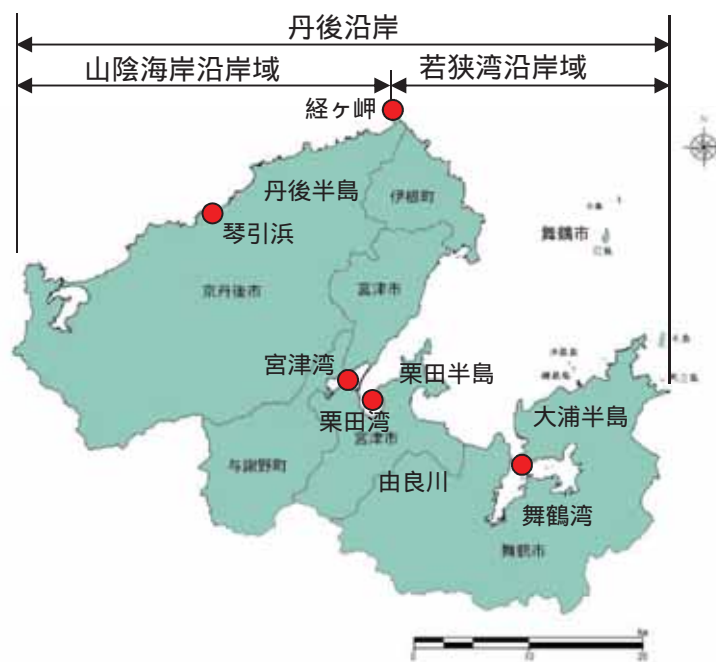 丹後沿岸
山陰海岸沿岸域
若狭湾沿岸域
経ヶ岬
丹後半島
伊根町
琴引浜
舞鶴市
京丹後市
宮津市
宮津湾
栗田半島
栗田湾
宮津市
大浦半島
与謝野町
由良川
舞鶴湾
舞鶴市
0 10 20